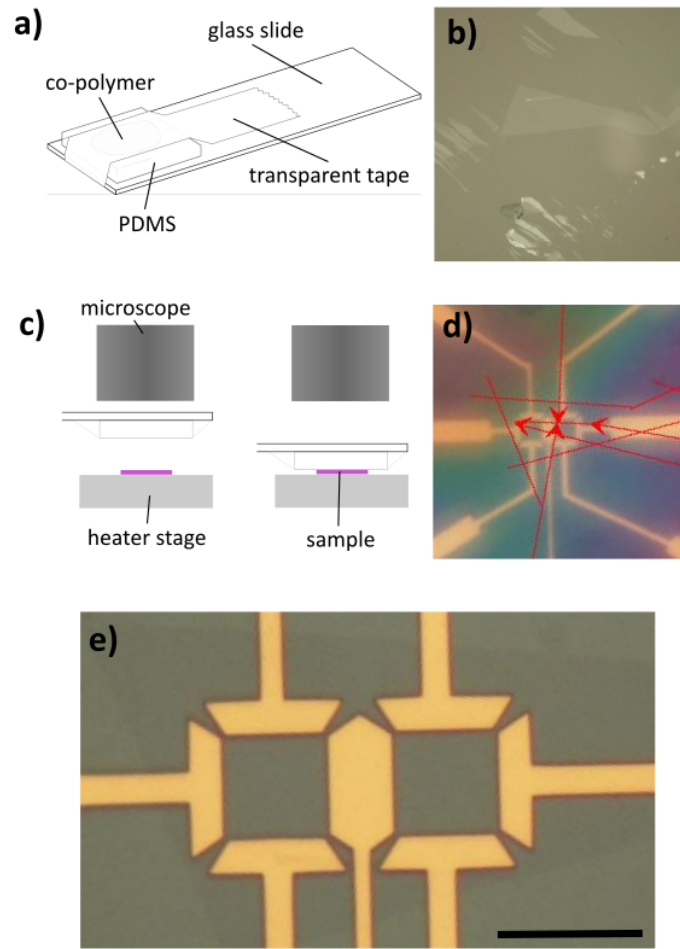 a)
glass slide
co-polymer
transparent tape
PDMS
b)
c)
microscope
heater stage
sample
d)
e)